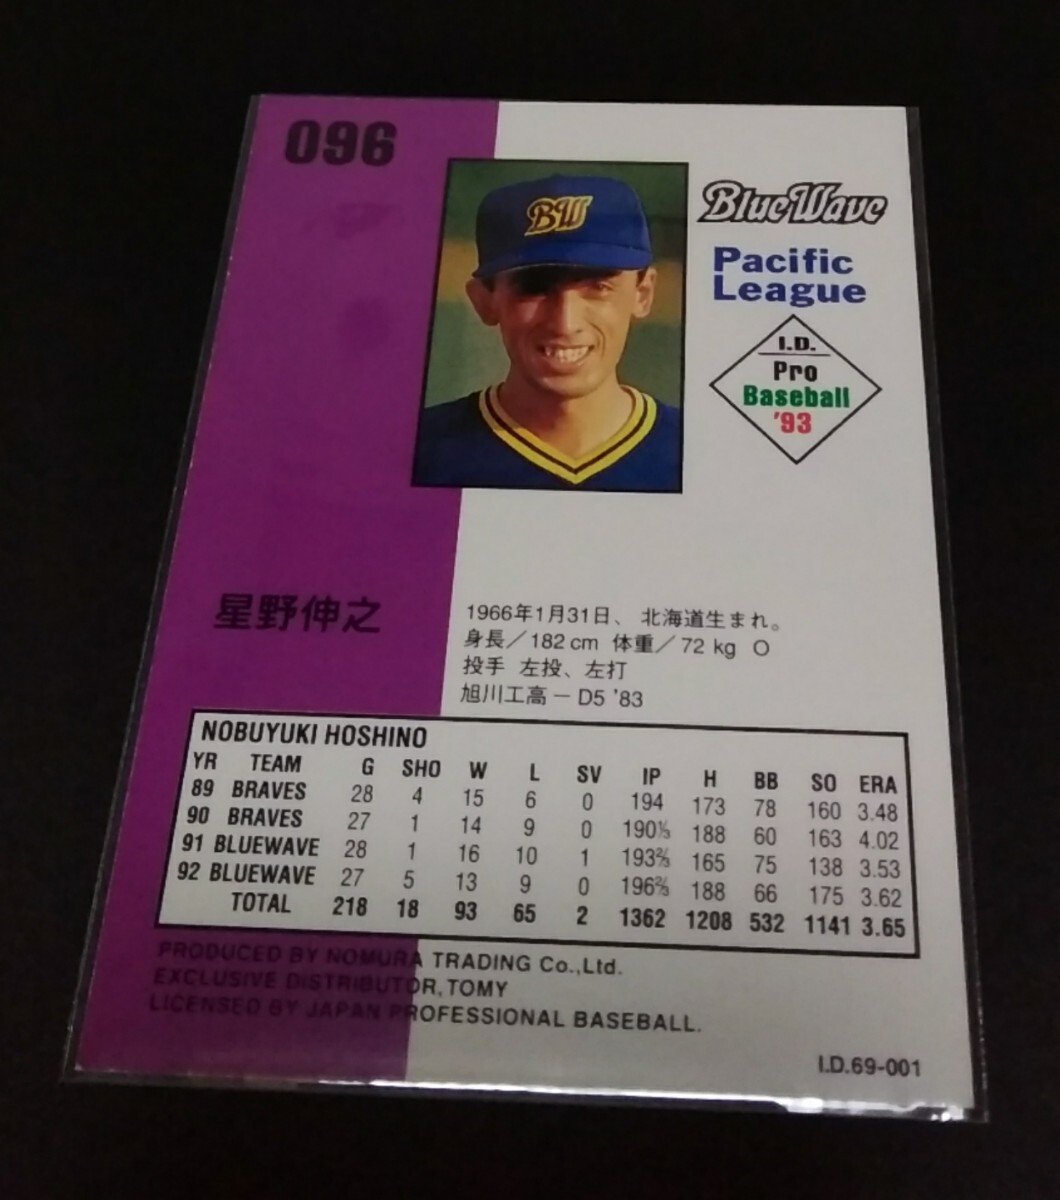 096
BW
BlueWave
Pacific
League
I.D.
Pro
Baseball
'93
星野伸之
1966年1月31日、北海道生まれ。
身長／182cm 体重／72kg O
投手 左投、左打
旭川工高－D5 '83
NOBUYUKI HOSHINO
YR TEAM G SHO W L SV IP H BB SO ERA
89 BRAVES 28 4 15 6 0 194 173 78 160 3.48
90 BRAVES 27 1 14 9 0 190⅓ 188 60 163 4.02
91 BLUEWAVE 28 1 16 10 1 193⅔ 165 75 138 3.53
92 BLUEWAVE 27 5 13 9 0 196⅔ 188 66 175 3.62
TOTAL 218 18 93 65 2 1362 1208 532 1141 3.65
PRODUCED BY NOMURA TRADING Co.,Ltd.
EXCLUSIVE DISTRIBUTOR,TOMY
LICENSED BY JAPAN PROFESSIONAL BASEBALL.
I.D.69-001